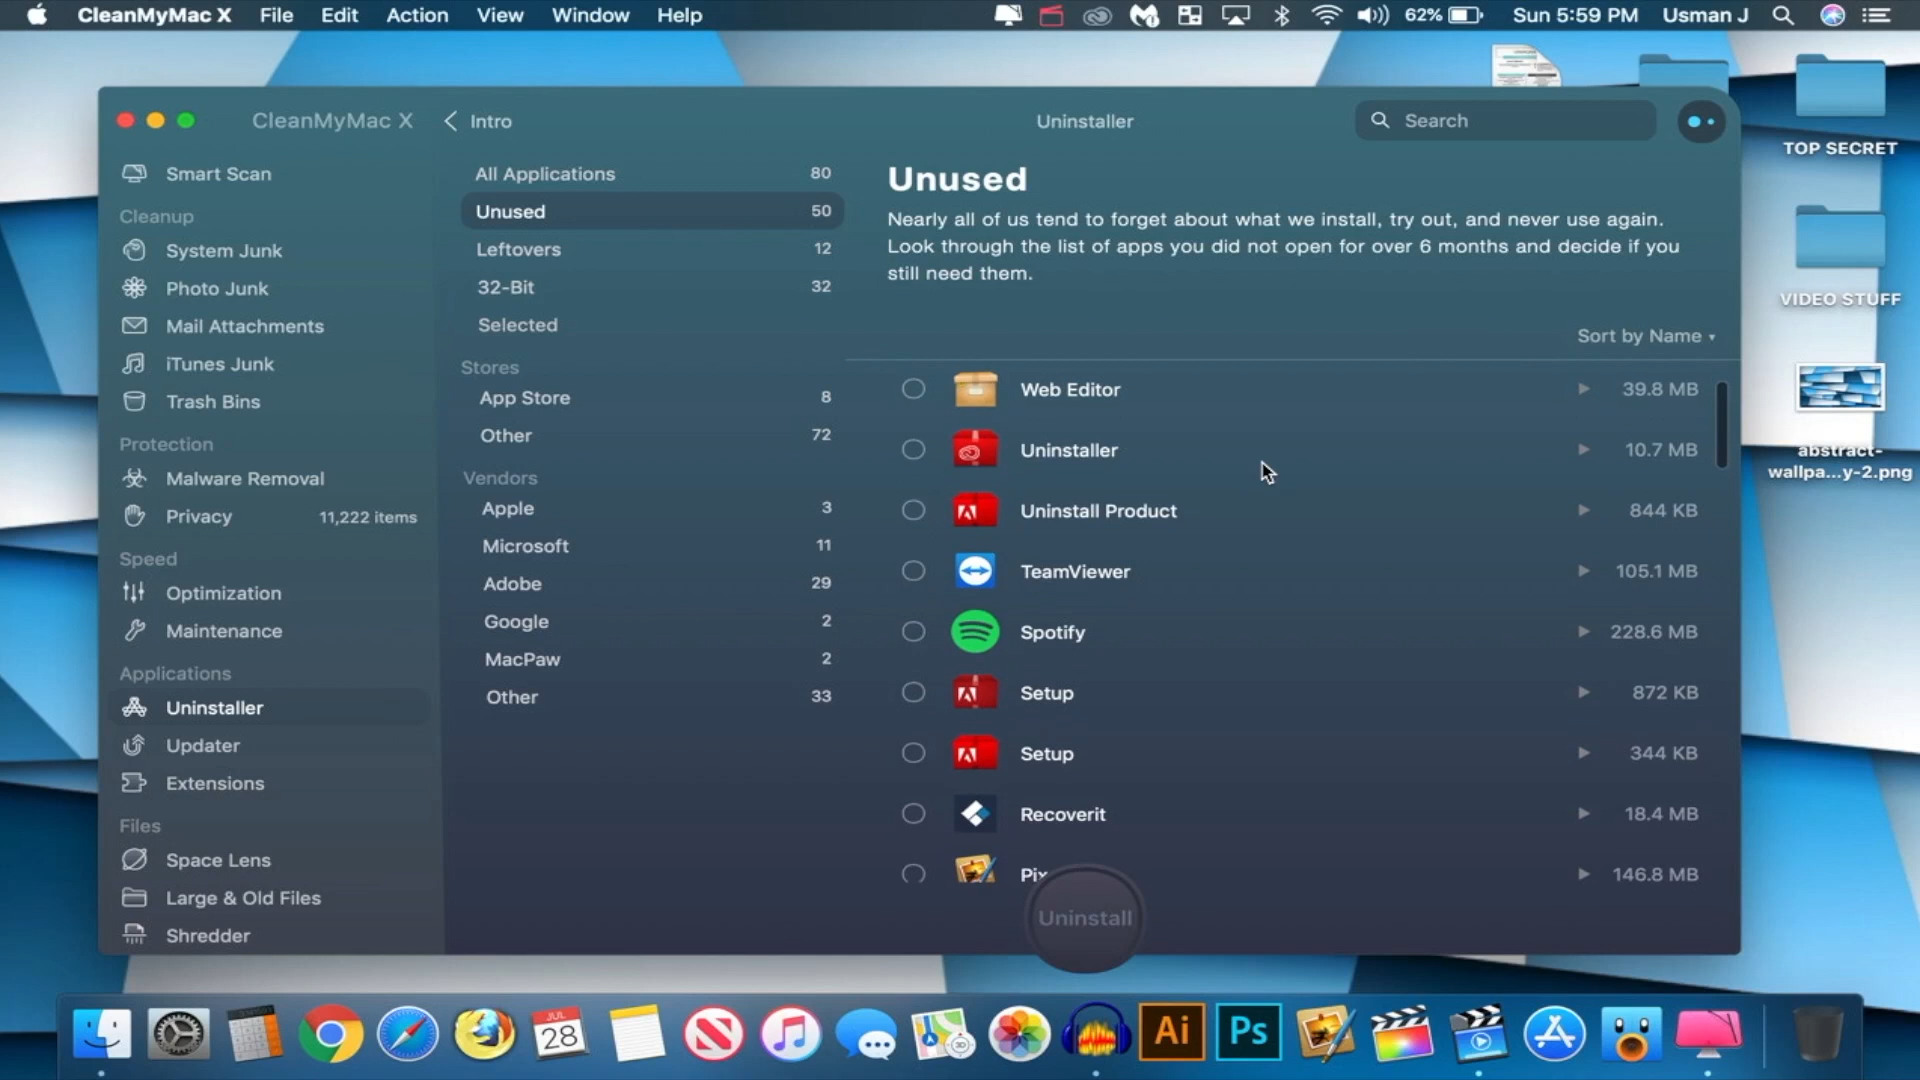 CleanMyMac X File Edit Action View Window Help 62% Sun 5:59 PM Usman J
CleanMyMac X
Smart Scan
Cleanup
System Junk
Photo Junk
Mail Attachments
iTunes Junk
Trash Bins
Protection
Malware Removal
Privacy 11,222 items
Speed
Optimization
Maintenance
Applications
Uninstaller
Updater
Extensions
Files
Space Lens
Large & Old Files
Shredder
Intro
Uninstaller
Search
All Applications 80
Unused 50
Leftovers 12
32-Bit 32
Selected
Stores
App Store 8
Other 72
Vendors
Apple 3
Microsoft 11
Adobe 29
Google 2
MacPaw 2
Other 33
Unused
Nearly all of us tend to forget about what we install, try out, and never use again.
Look through the list of apps you did not open for over 6 months and decide if you
still need them.
Sort by Name
Web Editor 39.8 MB
Uninstaller 10.7 MB
Uninstall Product 844 KB
TeamViewer 105.1 MB
Spotify 228.6 MB
Setup 872 KB
Setup 344 KB
Recoverit 18.4 MB
Pix 146.8 MB
Uninstall
TOP SECRET
VIDEO STUFF
abstract-
wallpa...y-2.png
JUL
28
3D
Ai
Ps